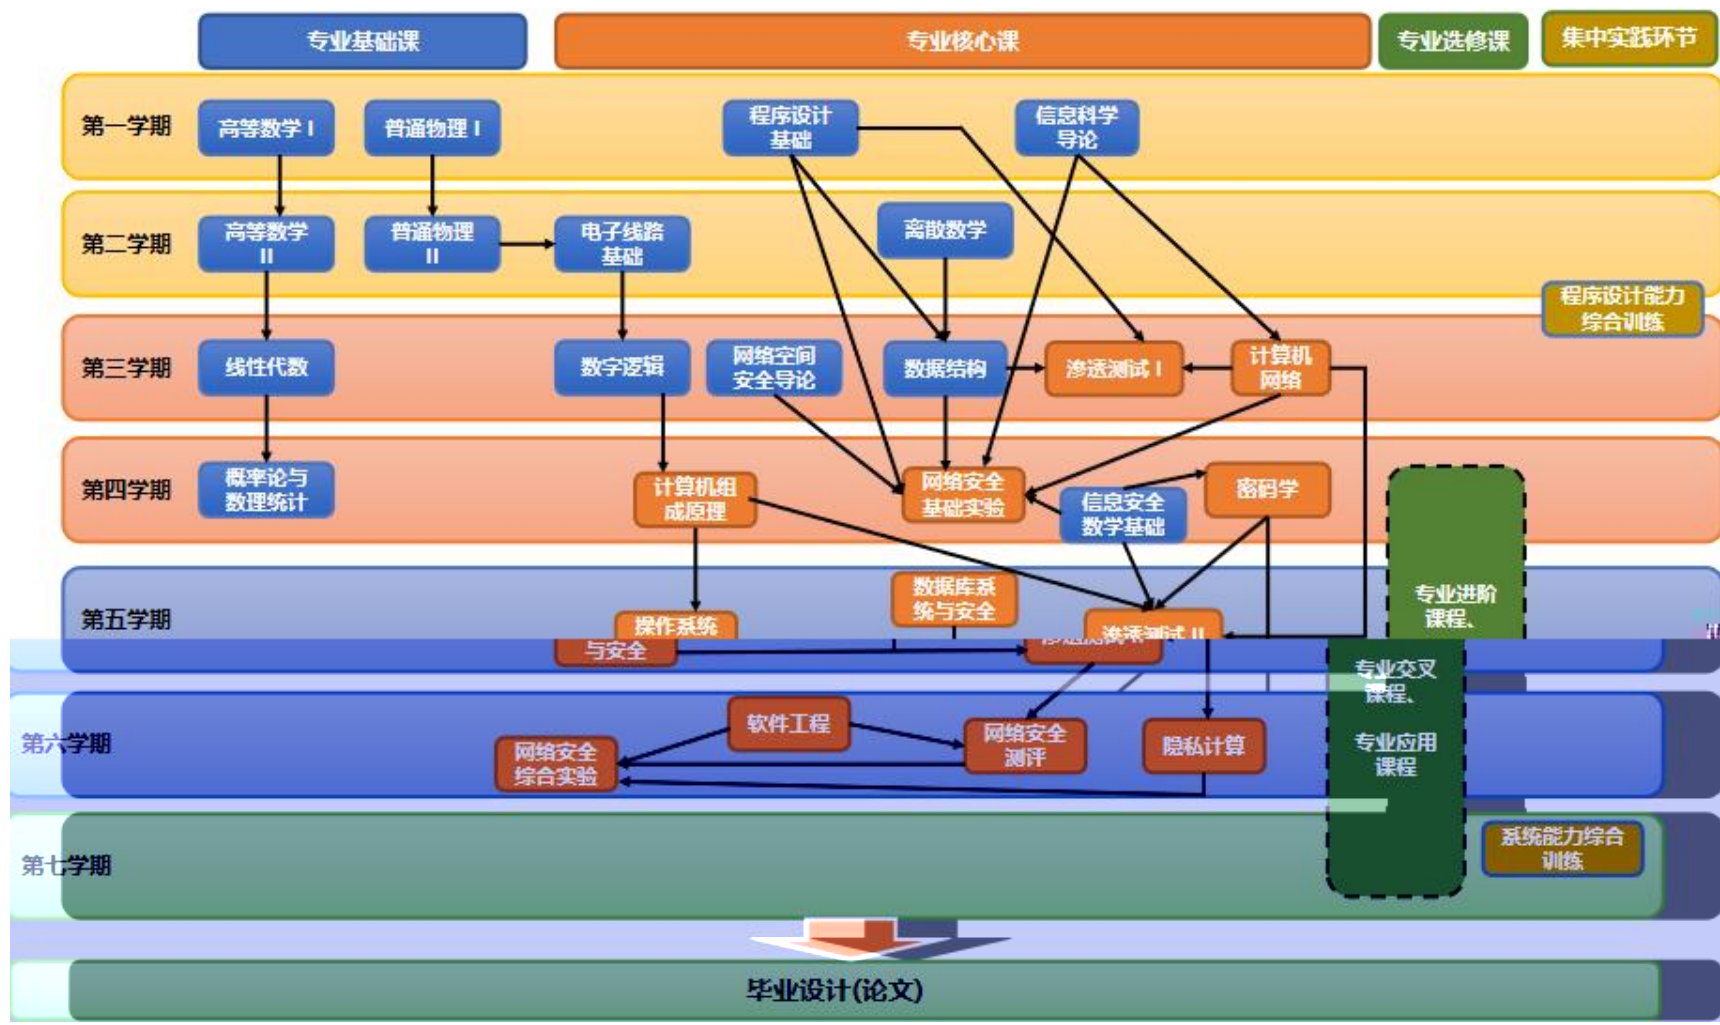 专业基础课
专业核心课
专业选修课
集中实践环节
第一学期
高等数学 I
普通物理 I
程序设计
基础
信息科学
导论
第二学期
高等数学
II
普通物理
II
电子线路
基础
离散数学
程序设计能力
综合训练
第三学期
线性代数
数字逻辑
网络空间
安全导论
数据结构
渗透测试 I
计算机
网络
第四学期
概率论与
数理统计
计算机组
成原理
网络安全
基础实验
信息安全
数学基础
密码学
第五学期
操作系统
与安全
数据库系
统与安全
渗透测试 II
专业进阶
课程、
专业交叉
课程、
专业应用
课程
第六学期
网络安全
综合实验
软件工程
网络安全
测评
隐私计算
第七学期
系统能力综合
训练
毕业设计(论文)